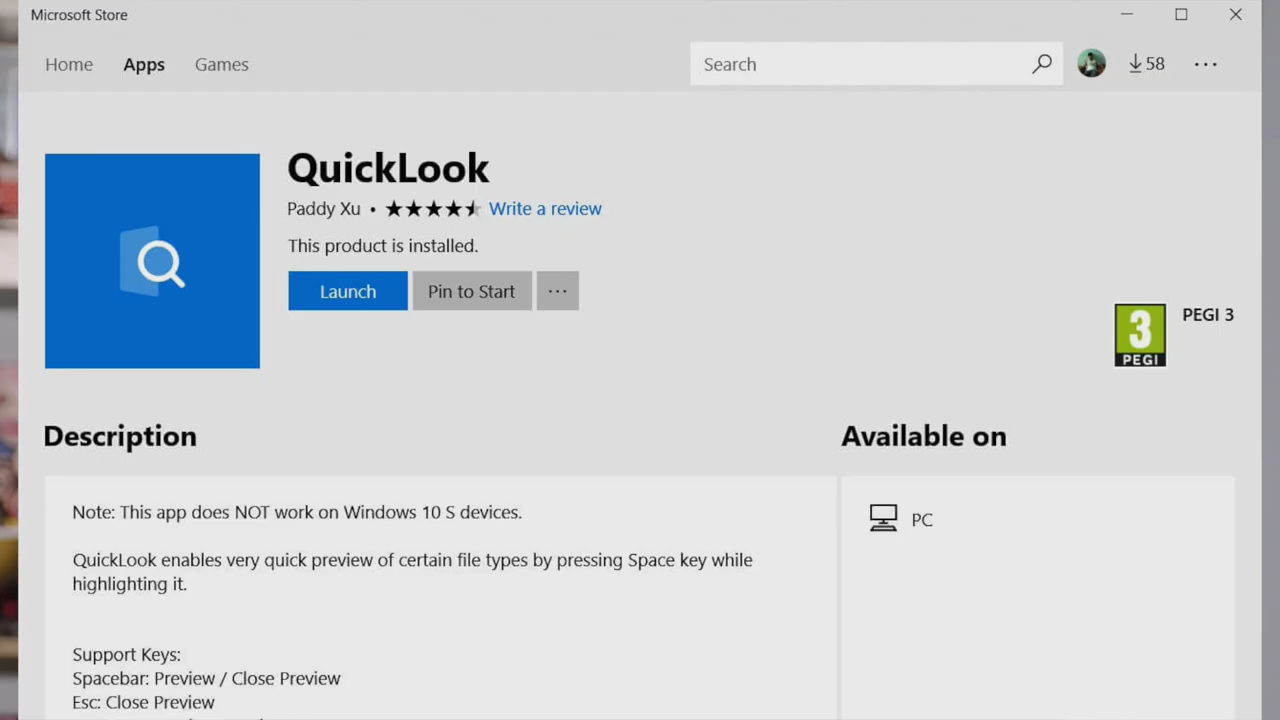 Microsoft Store
Home Apps Games Search 58
QuickLook
Paddy Xu • Write a review
This product is installed.
Launch Pin to Start
3 PEGI PEGI 3
Description
Available on
Note: This app does NOT work on Windows 10 S devices.
PC
QuickLook enables very quick preview of certain file types by pressing Space key while
highlighting it.
Support Keys:
Spacebar: Preview / Close Preview
Esc: Close Preview